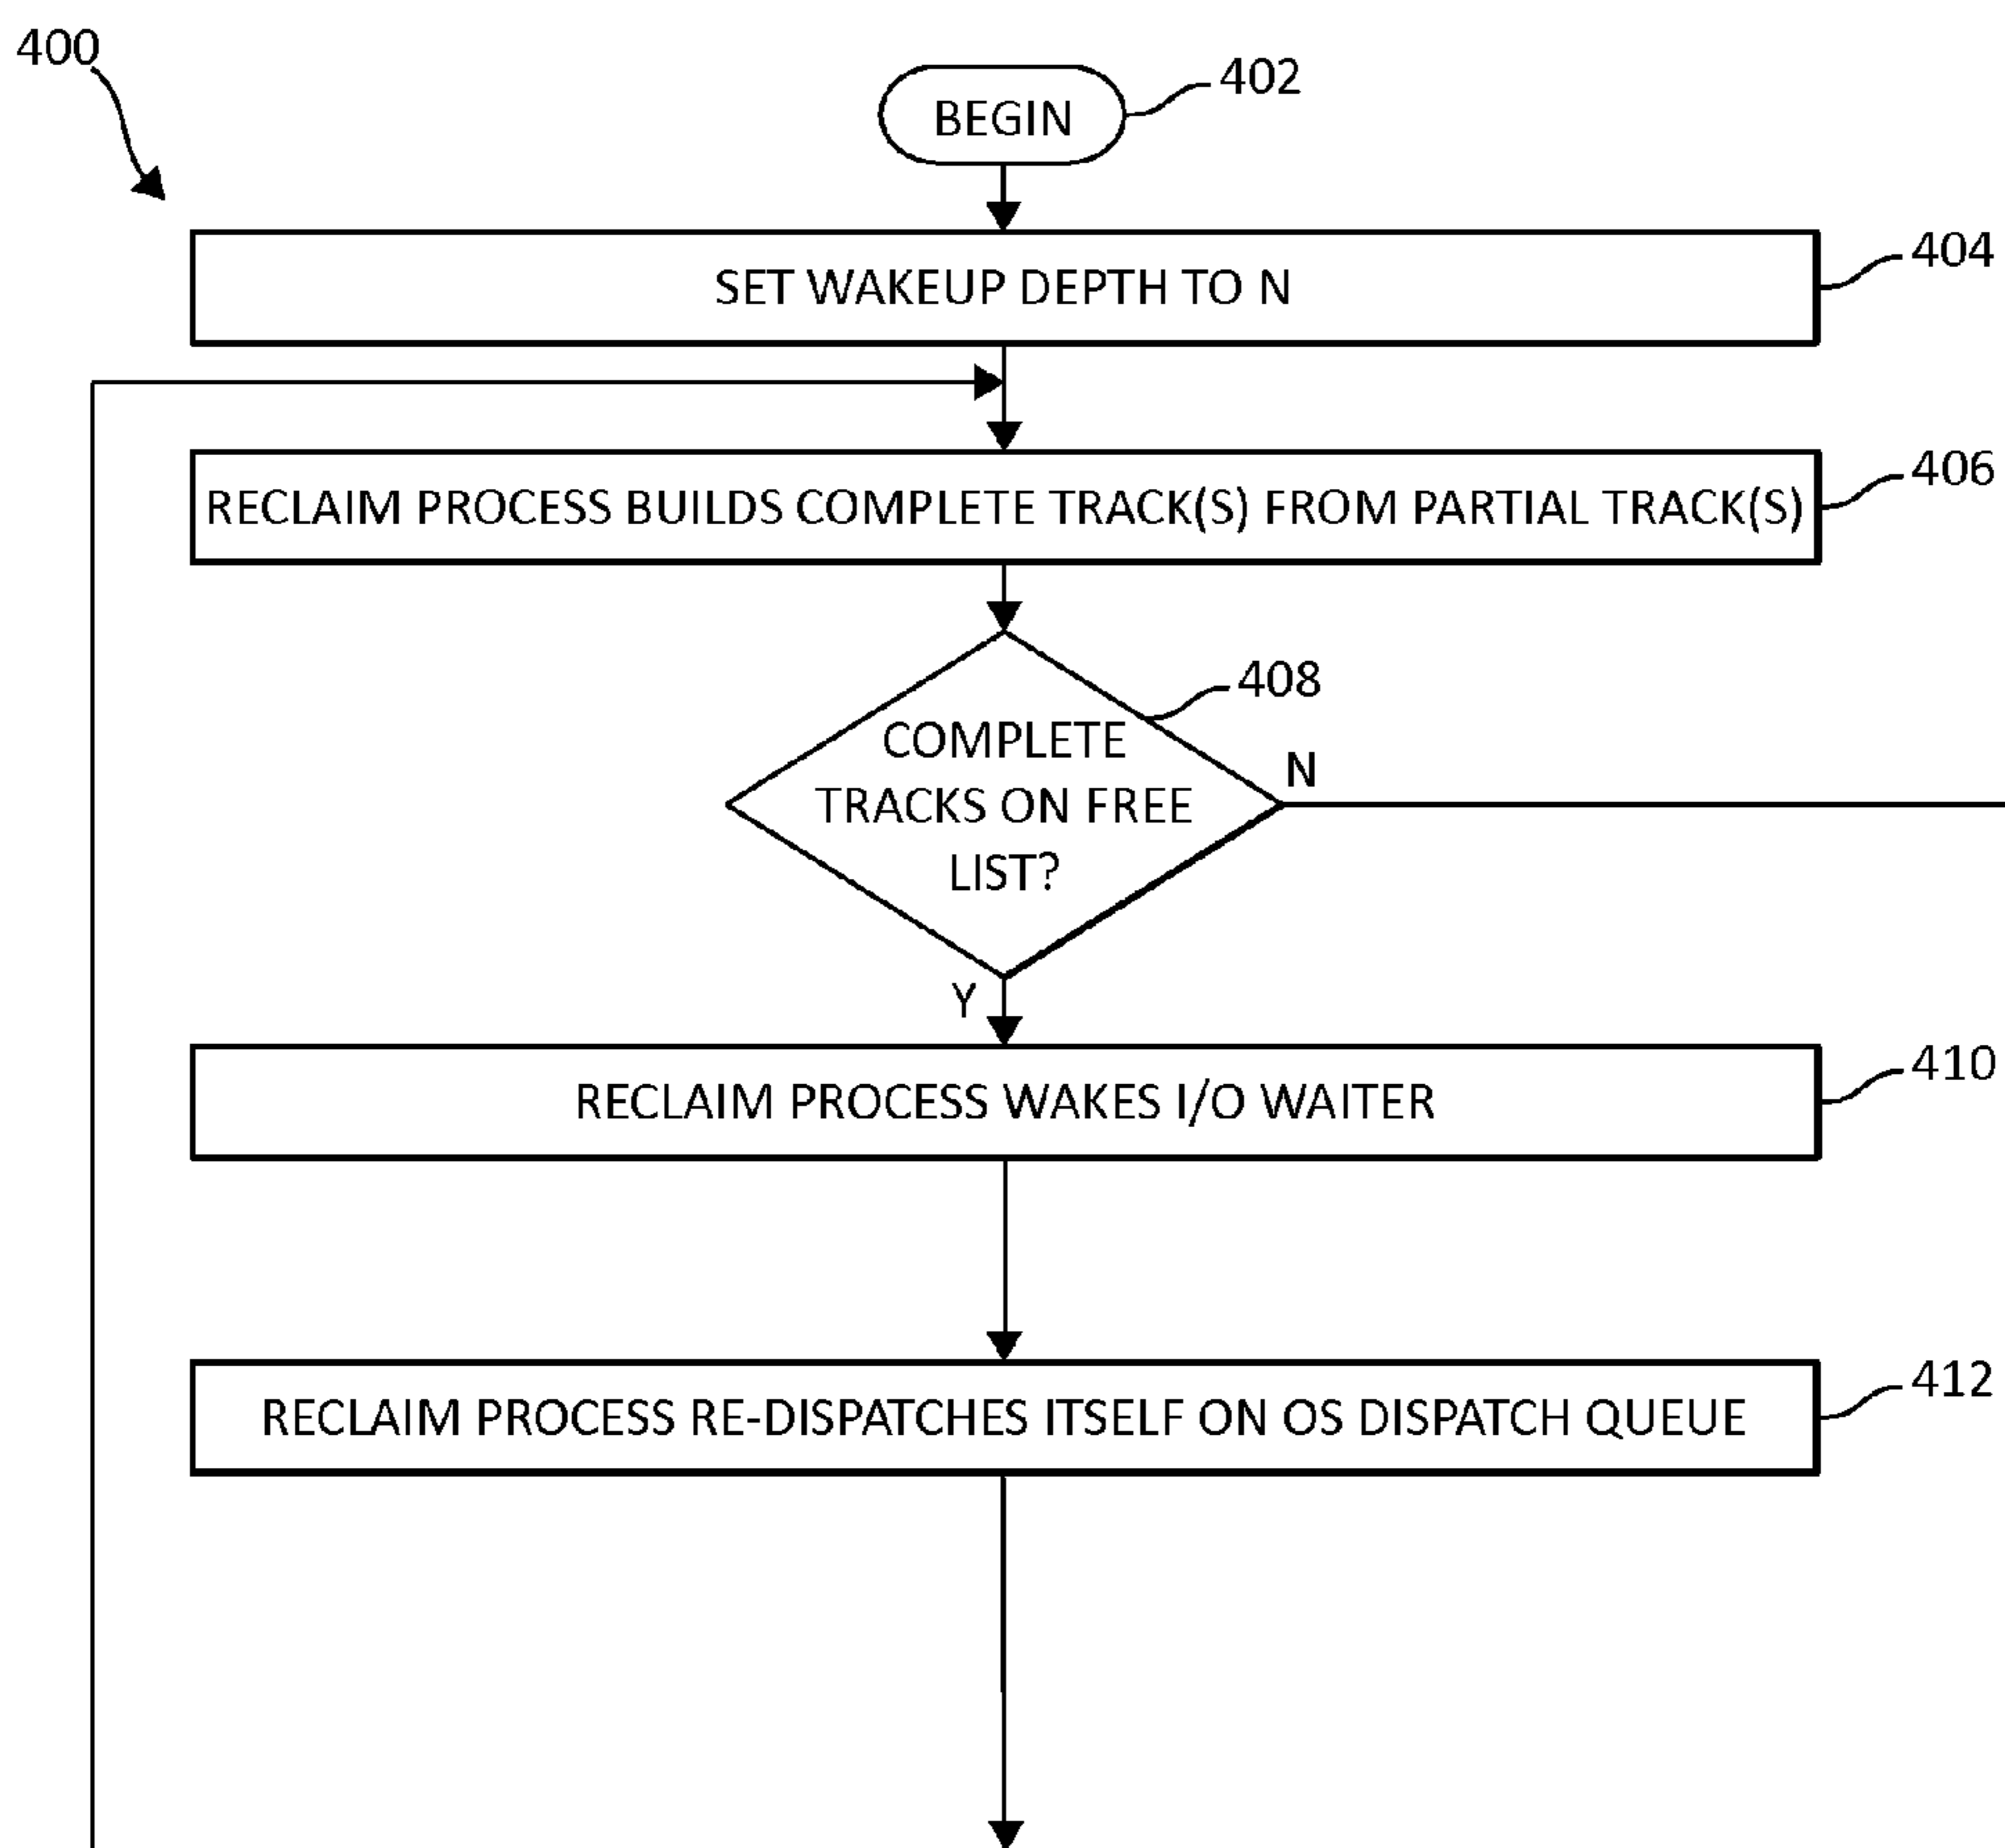 400
BEGIN
402
SET WAKEUP DEPTH TO N
404
RECLAIM PROCESS BUILDS COMPLETE TRACK(S) FROM PARTIAL TRACK(S)
406
408
COMPLETE
TRACKS ON FREE
LIST?
N
Y
RECLAIM PROCESS WAKES I/O WAITER
410
RECLAIM PROCESS RE-DISPATCHES ITSELF ON OS DISPATCH QUEUE
412